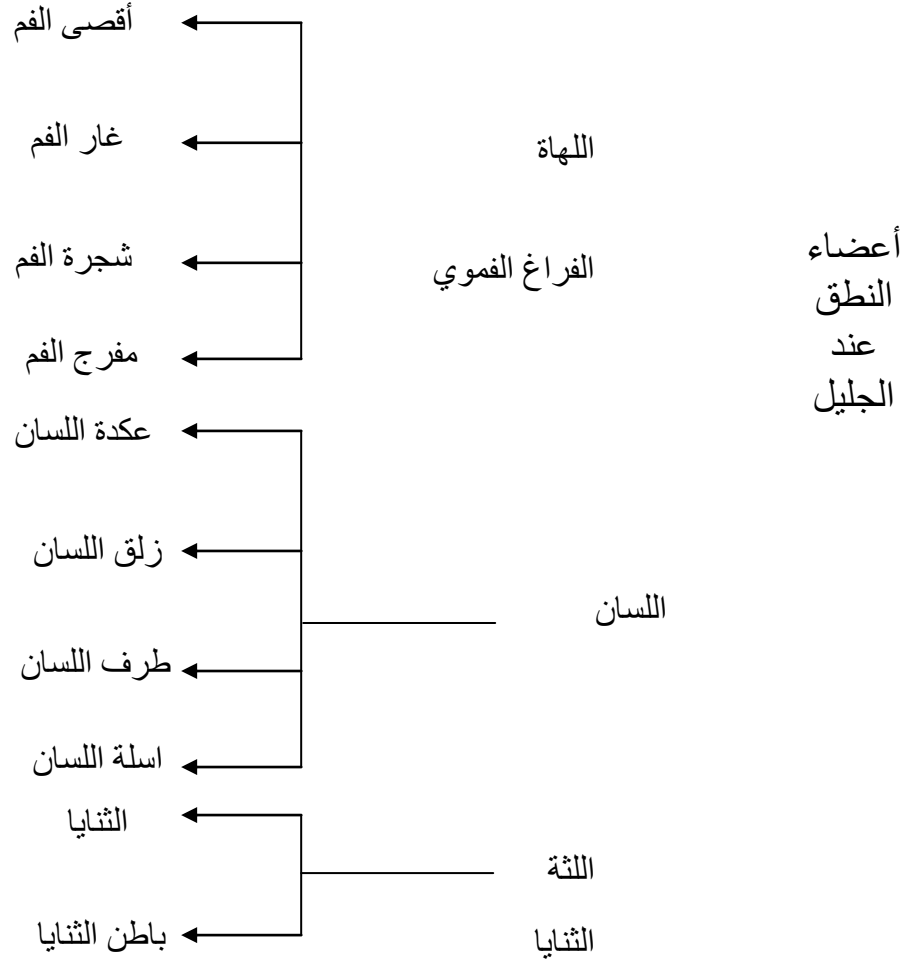 أعضاء
النطق
عند
الجليل
اللهاة
الفراغ الفموي
أقصى الفم
غار الفم
شجرة الفم
مفرج الفم
اللسان
عكدة اللسان
زلق اللسان
طرف اللسان
اسلة اللسان
اللثة
الثنايا
الثنايا
باطن الثنايا